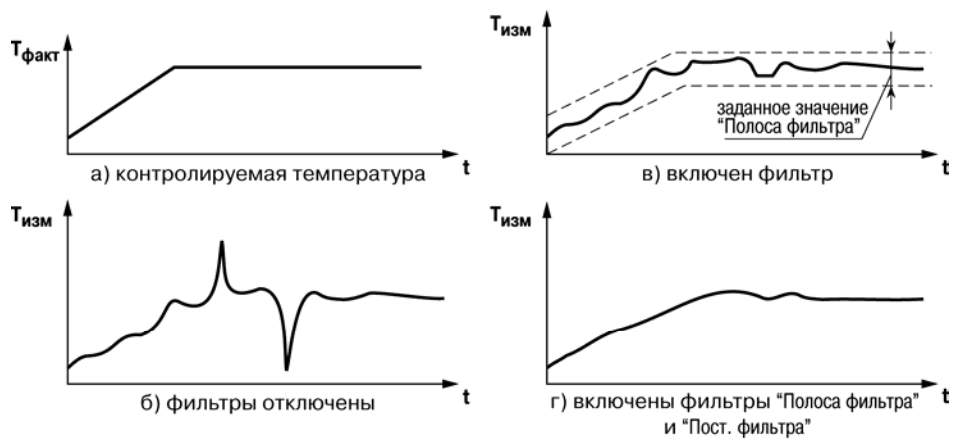 Tфакт
t
а) контролируемая температура
Tизм
заданное значение
“Полоса фильтра”
t
в) включен фильтр
Tизм
t
б) фильтры отключены
Tизм
t
г) включены фильтры “Полоса фильтра”
и “Пост. фильтра”